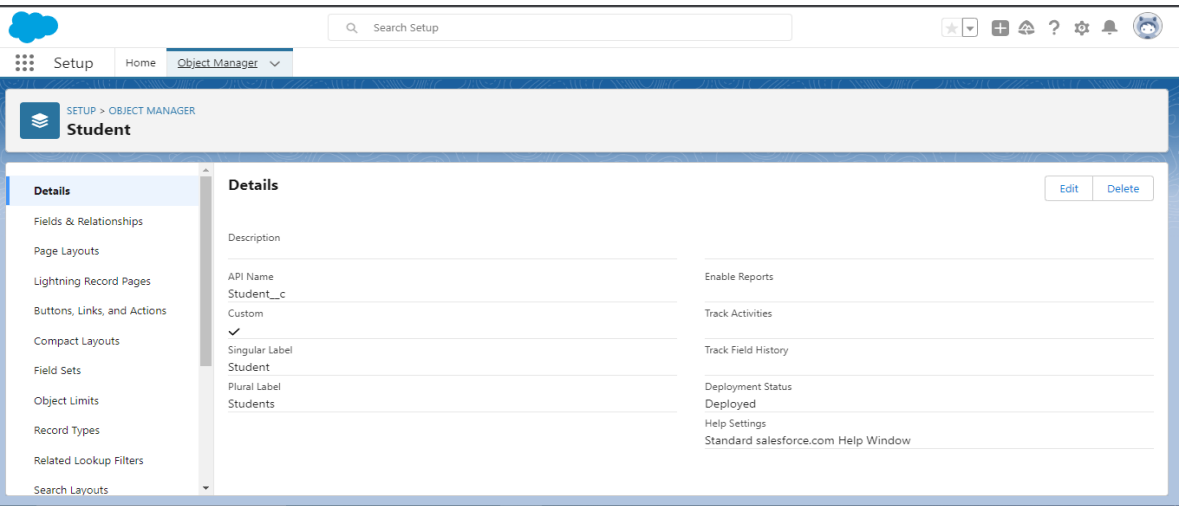 Search Setup
Setup
Home
Object Manager
SETUP > OBJECT MANAGER
Student
Details
Fields & Relationships
Page Layouts
Lightning Record Pages
Buttons, Links, and Actions
Compact Layouts
Field Sets
Object Limits
Record Types
Related Lookup Filters
Search Layouts
Details
Edit
Delete
Description
API Name
Student__c
Custom
Singular Label
Student
Plural Label
Students
Enable Reports
Track Activities
Track Field History
Deployment Status
Deployed
Help Settings
Standard salesforce.com Help Window